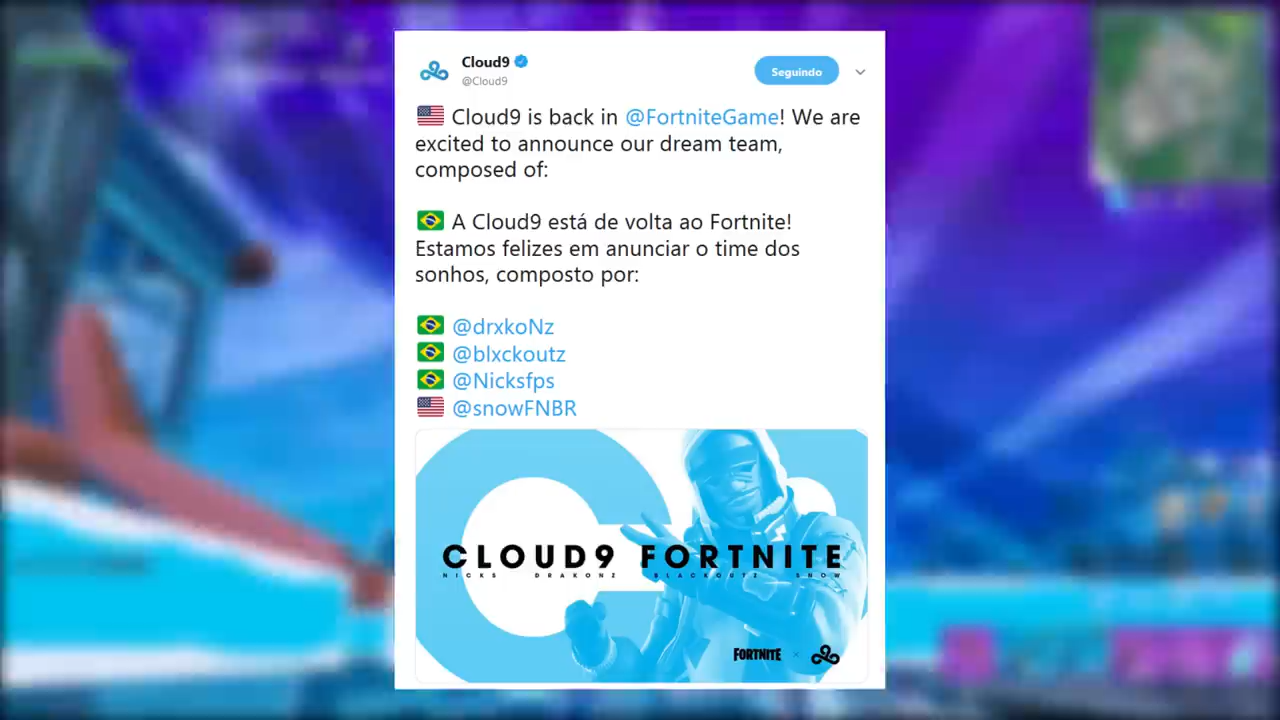 Cloud9
@Cloud9
Seguindo
Cloud9 is back in @FortniteGame! We are
excited to announce our dream team,
composed of:
A Cloud9 está de volta ao Fortnite!
Estamos felizes em anunciar o time dos
sonhos, composto por:
@drxkoNz
@blxckoutz
@Nicksfps
@snowFNBR
CLOUD9 FORTNITE
NICKS DRAKONZ BLACKOUTZ SNOW
FORTNITE ×